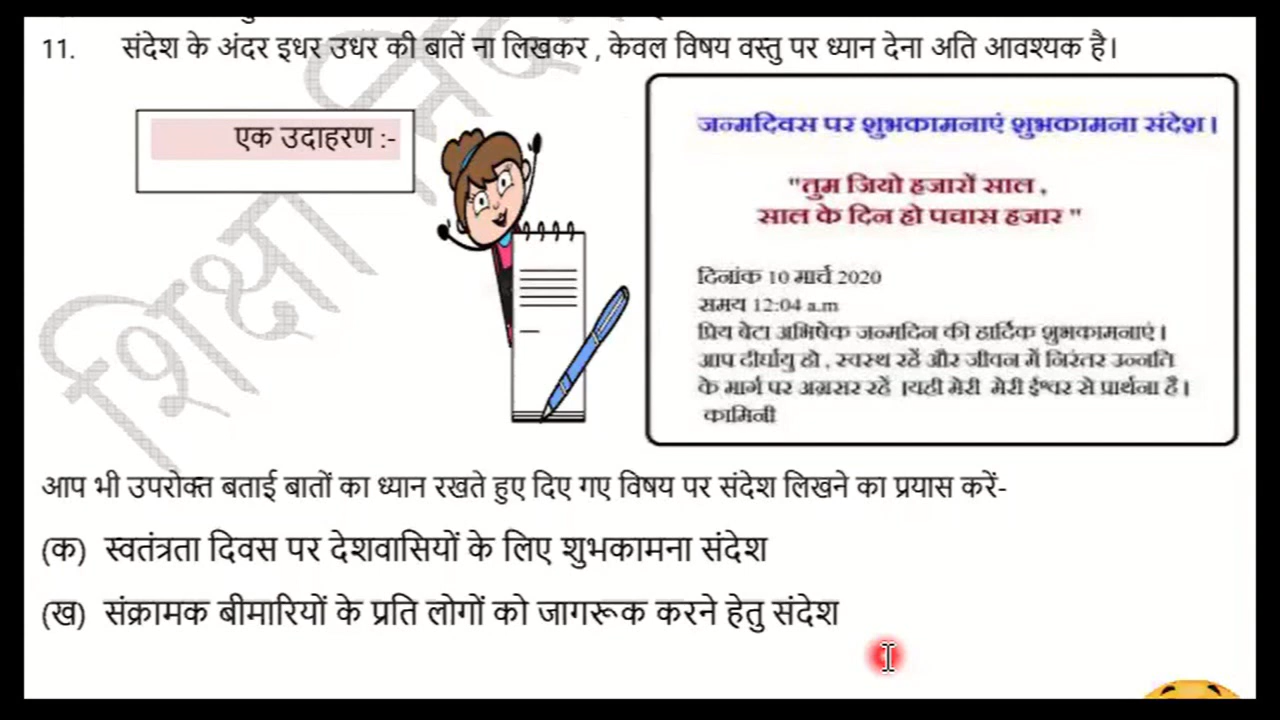 11. संदेश के अंदर इधर उधर की बातें ना लिखकर , केवल विषय वस्तु पर ध्यान देना अति आवश्यक है।
एक उदाहरण :-
जन्मदिवस पर शुभकामनाएं शुभकामना संदेश।
"तुम जियो हजारों साल ,
साल के दिन हो पचास हजार "
दिनांक 10 मार्च 2020
समय 12:04 a.m
प्रिय बेटा अभिषेक जन्मदिन की हार्दिक शुभकामनाएं।
आप दीर्घायु हो , स्वस्थ रहें और जीवन में निरंतर उन्नति
के मार्ग पर अग्रसर रहें ।यही मेरी मेरी ईश्वर से प्रार्थना है।
कामिनी
शिक्षा
आप भी उपरोक्त बताई बातों का ध्यान रखते हुए दिए गए विषय पर संदेश लिखने का प्रयास करें-
(क) स्वतंत्रता दिवस पर देशवासियों के लिए शुभकामना संदेश
(ख) संक्रामक बीमारियों के प्रति लोगों को जागरूक करने हेतु संदेश